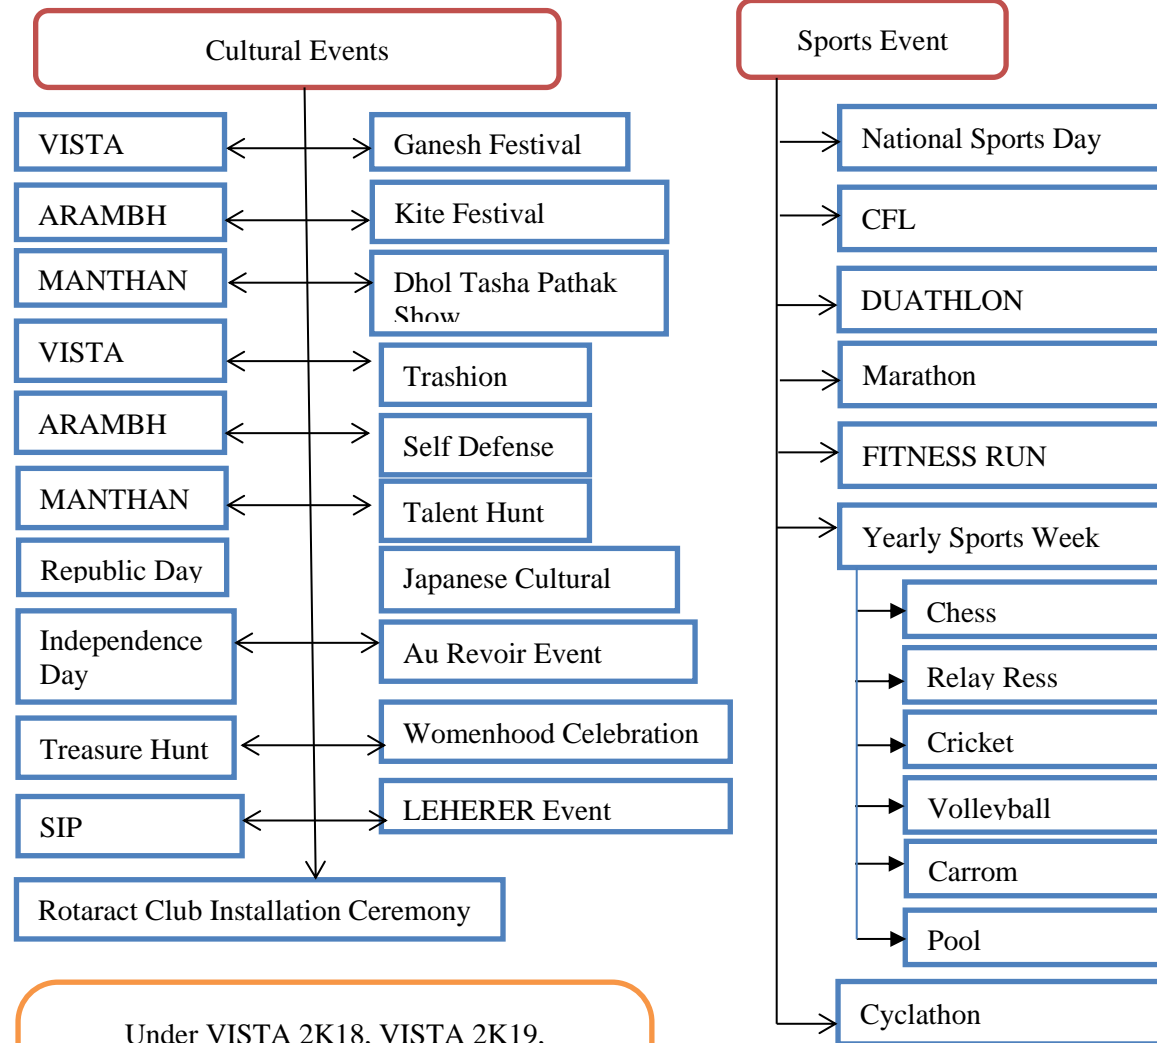 Cultural Events
VISTA
Ganesh Festival
ARAMBH
Kite Festival
MANTHAN
Dhol Tasha Pathak
Show
VISTA
Trashion
ARAMBH
Self Defense
MANTHAN
Talent Hunt
Republic Day
Japanese Cultural
Independence
Day
Au Revoir Event
Treasure Hunt
Womenhood Celebration
SIP
LEHERER Event
Rotaract Club Installation Ceremony
Under VISTA 2K18, VISTA 2K19,
Sports Event
National Sports Day
CFL
DUATHLON
Marathon
FITNESS RUN
Yearly Sports Week
Chess
Relay Ress
Cricket
Volleyball
Carrom
Pool
Cyclathon